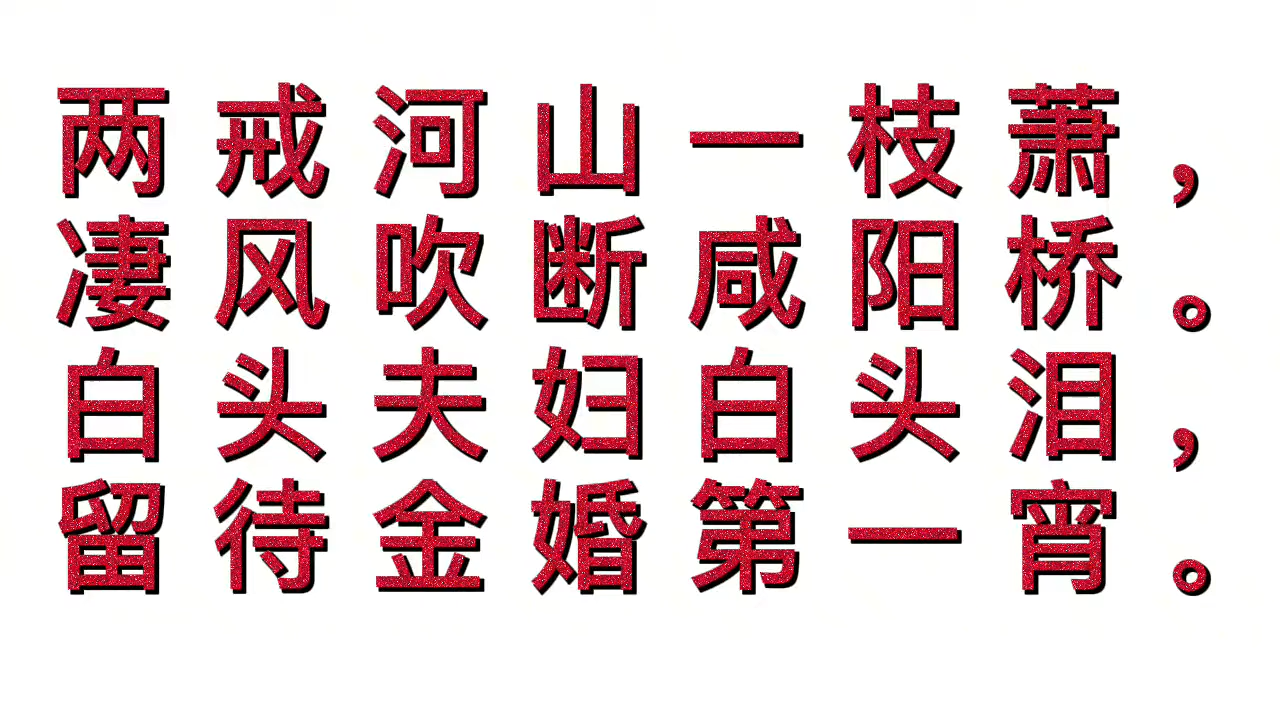 两戒河山一枝萧，
凄风吹断咸阳桥。
白头夫妇白头泪，
留待金婚第一宵。